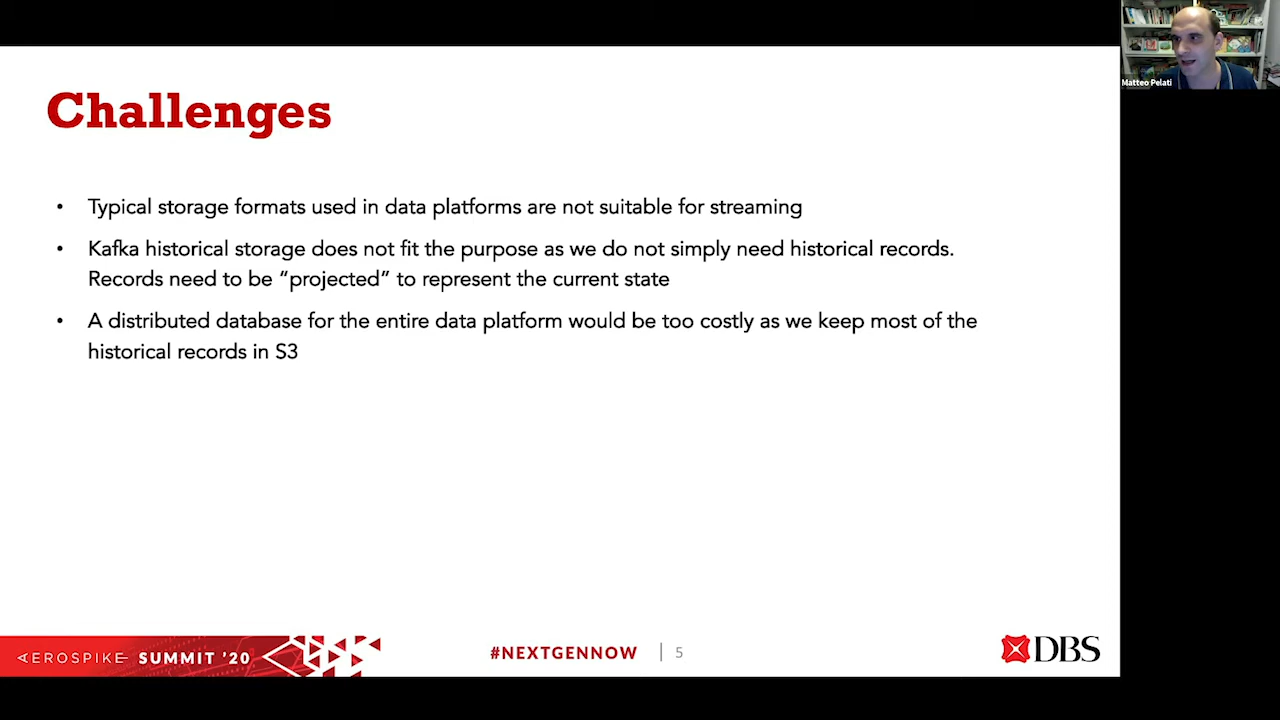 Matteo Pelati
Challenges
• Typical storage formats used in data platforms are not suitable for streaming
• Kafka historical storage does not fit the purpose as we do not simply need historical records.
Records need to be “projected” to represent the current state
• A distributed database for the entire data platform would be too costly as we keep most of the
historical records in S3
AEROSPIKE SUMMIT '20
#NEXTGENNOW | 5
DBS